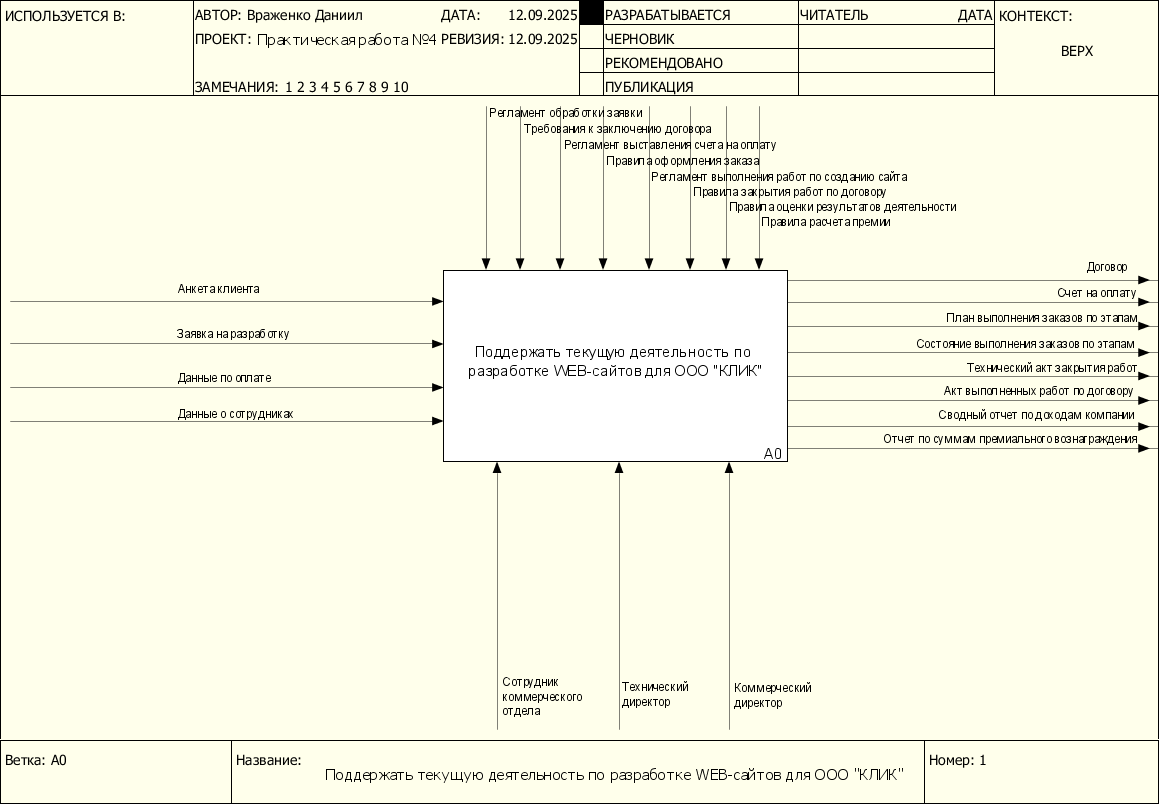 ИСПОЛЬЗУЕТСЯ В:
АВТОР: Враженко Даниил
ДАТА: 12.09.2025
ПРОЕКТ: Практическая работа №4
РЕВИЗИЯ: 12.09.2025
ЗАМЕЧАНИЯ: 1 2 3 4 5 6 7 8 9 10
РАЗРАБАТЫВАЕТСЯ
ЧЕРНОВИК
РЕКОМЕНДОВАНО
ПУБЛИКАЦИЯ
ЧИТАТЕЛЬ
ДАТА
КОНТЕКСТ:
ВЕРХ
Регламент обработки заявки
Требования к заключению договора
Регламент выставления счета на оплату
Правила оформления заказа
Регламент выполнения работ по созданию сайта
Правила закрытия работ по договору
Правила оценки результатов деятельности
Правила расчета премии
Анкета клиента
Заявка на разработку
Данные по оплате
Данные о сотрудниках
Поддержать текущую деятельность по
разработке WEB-сайтов для ООО "КЛИК"
A0
Договор
Счет на оплату
План выполнения заказов по этапам
Состояние выполнения заказов по этапам
Технический акт закрытия работ
Акт выполненных работ по договору
Сводный отчет по доходам компании
Отчет по суммам премиального вознаграждения
Сотрудник
коммерческого
отдела
Технический
директор
Коммерческий
директор
Ветка: A0
Название:
Поддержать текущую деятельность по разработке WEB-сайтов для ООО "КЛИК"
Номер: 1